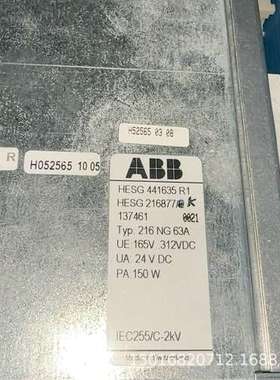 H52565 03 08
R
H052565 10 05
ABB
HESG 441635 R1
HESG 216877/ K
137461 0021
Typ: 216 NG 63A
UE 165V .312VDC
UA: 24 V DC
PA 150 W
IEC255/C-2kV